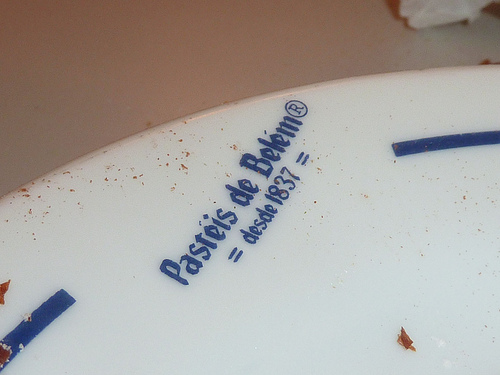 Pastéis de Belém®
= desde 1837 =